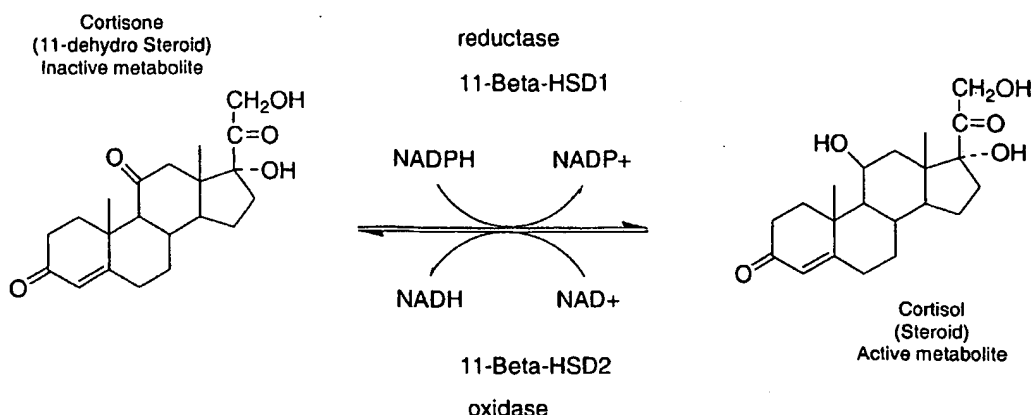 Cortisone
(11-dehydro Steroid)
Inactive metabolite
CH₂OH
C=O
OH
O
O
reductase
11-Beta-HSD1
NADPH
NADP+
NADH
NAD+
11-Beta-HSD2
oxidase
CH₂OH
C=O
HO
OH
O
Cortisol
(Steroid)
Active metabolite